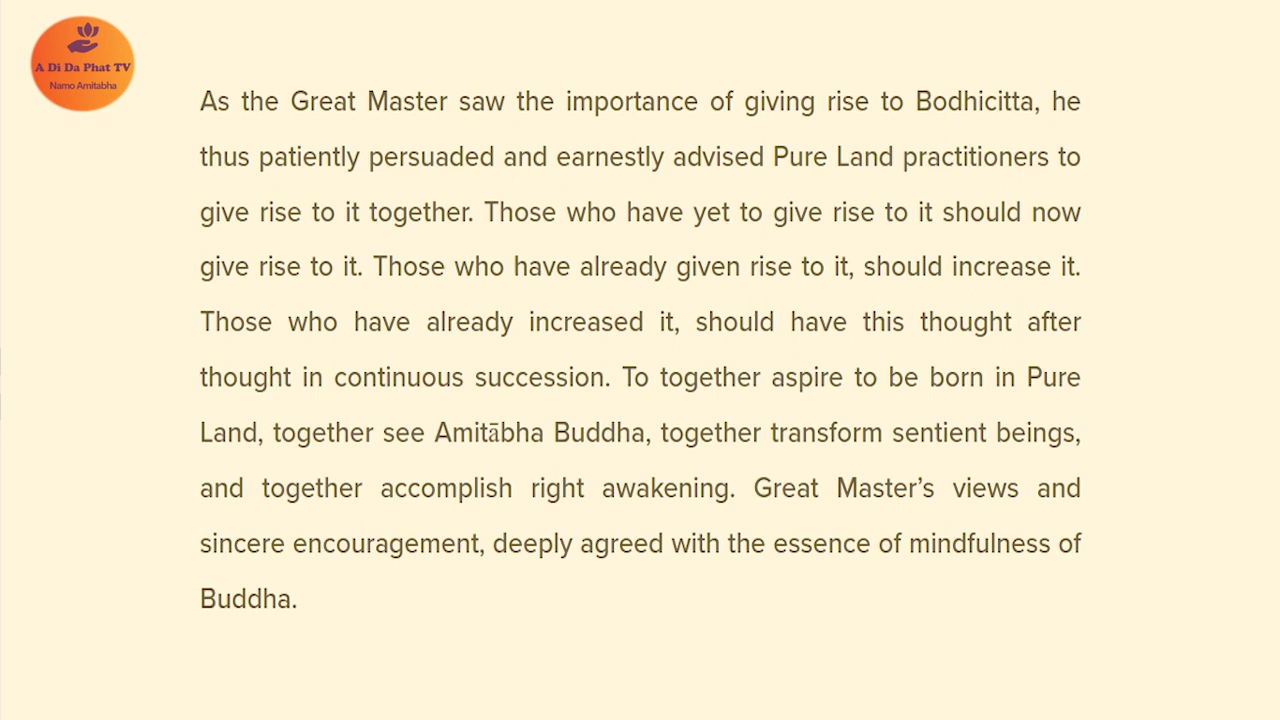 A Di Da Phat TV
Namo Amitabha
As the Great Master saw the importance of giving rise to Bodhicitta, he
thus patiently persuaded and earnestly advised Pure Land practitioners to
give rise to it together. Those who have yet to give rise to it should now
give rise to it. Those who have already given rise to it, should increase it.
Those who have already increased it, should have this thought after
thought in continuous succession. To together aspire to be born in Pure
Land, together see Amitābha Buddha, together transform sentient beings,
and together accomplish right awakening. Great Master’s views and
sincere encouragement, deeply agreed with the essence of mindfulness of
Buddha.